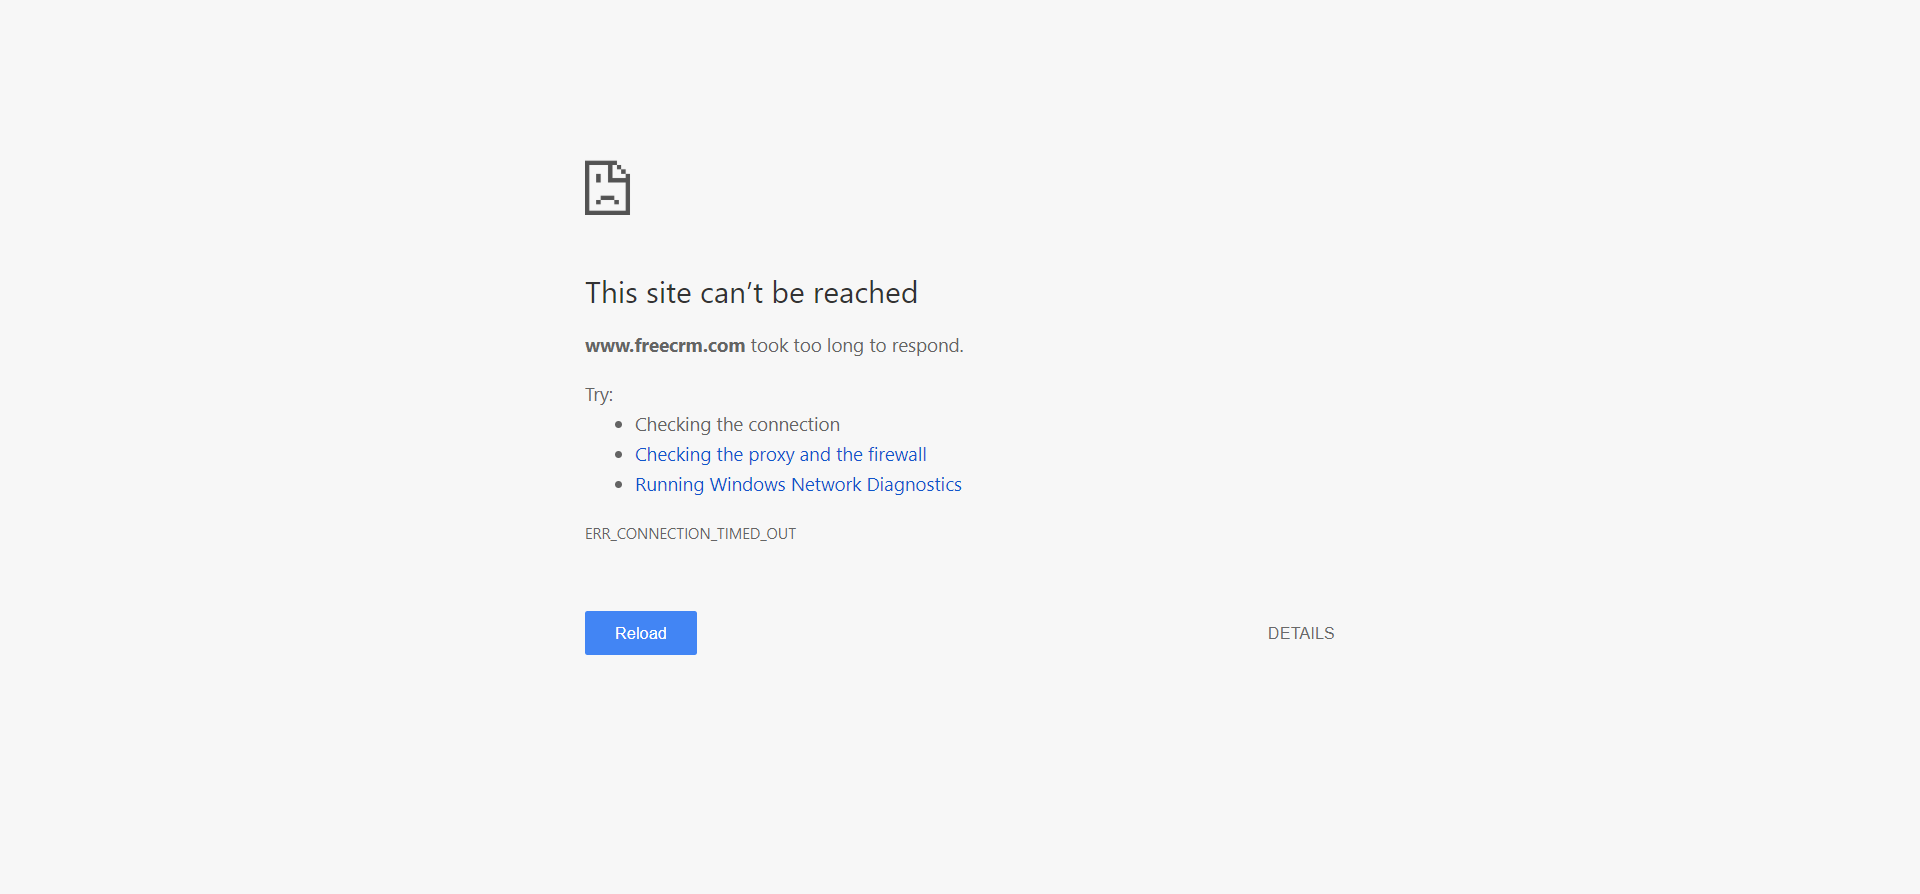 This site can’t be reached
www.freecrm.com took too long to respond.
Try:
Checking the connection
Checking the proxy and the firewall
Running Windows Network Diagnostics
ERR_CONNECTION_TIMED_OUT
Reload
DETAILS